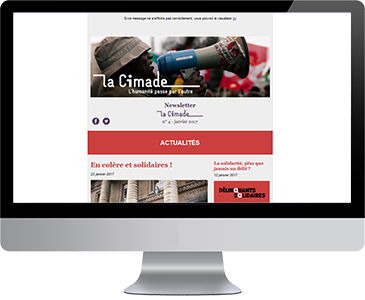 Si ce message ne s'affiche pas correctement, vous pouvez le visualiser ici
la Cimade
L'humanité passe par l'autre
Newsletter
la Cimade
n° 4 - janvier 2017
ACTUALITÉS
En colère et solidaires !
22 janvier 2017
La solidarité, plus que
jamais un délit ?
12 janvier 2017
DÉLINQUANTS
SOLIDAIRES